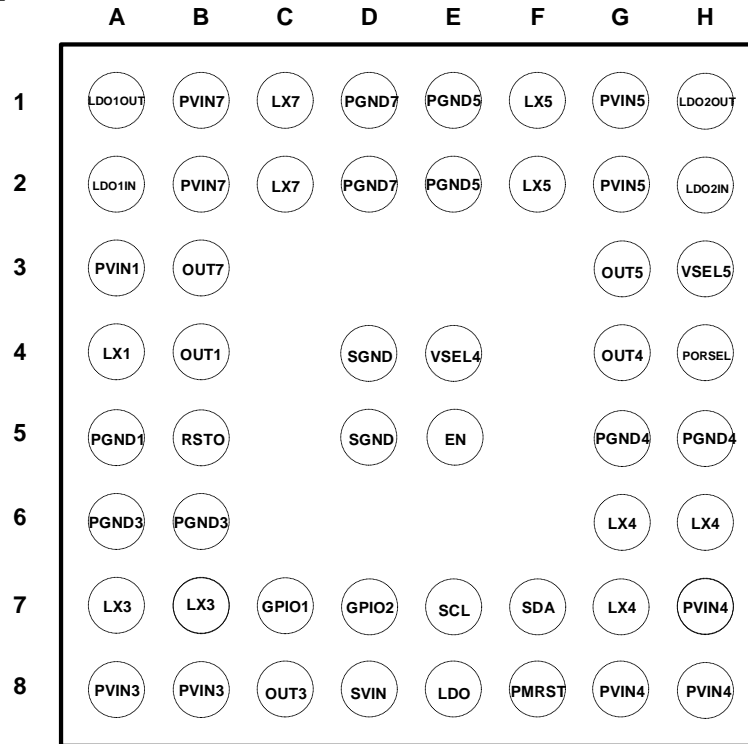 A B C D E F G H
1 LDO1OUT PVIN7 LX7 PGND7 PGND5 LX5 PVIN5 LDO2OUT
2 LDO1IN PVIN7 LX7 PGND7 PGND5 LX5 PVIN5 LDO2IN
3 PVIN1 OUT7 OUT5 VSEL5
4 LX1 OUT1 SGND VSEL4 OUT4 PORSEL
5 PGND1 RSTO SGND EN PGND4 PGND4
6 PGND3 PGND3 LX4 LX4
7 LX3 LX3 GPIO1 GPIO2 SCL SDA LX4 PVIN4
8 PVIN3 PVIN3 OUT3 SVIN LDO PMRST PVIN4 PVIN4